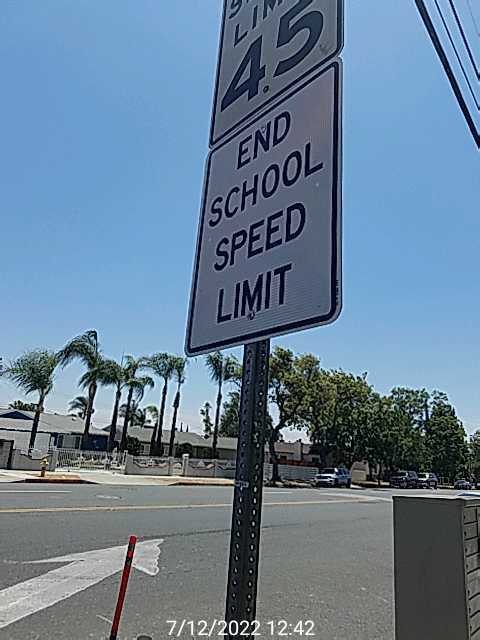 LIMIT
45
END
SCHOOL
SPEED
LIMIT
7/12/2022 12:42